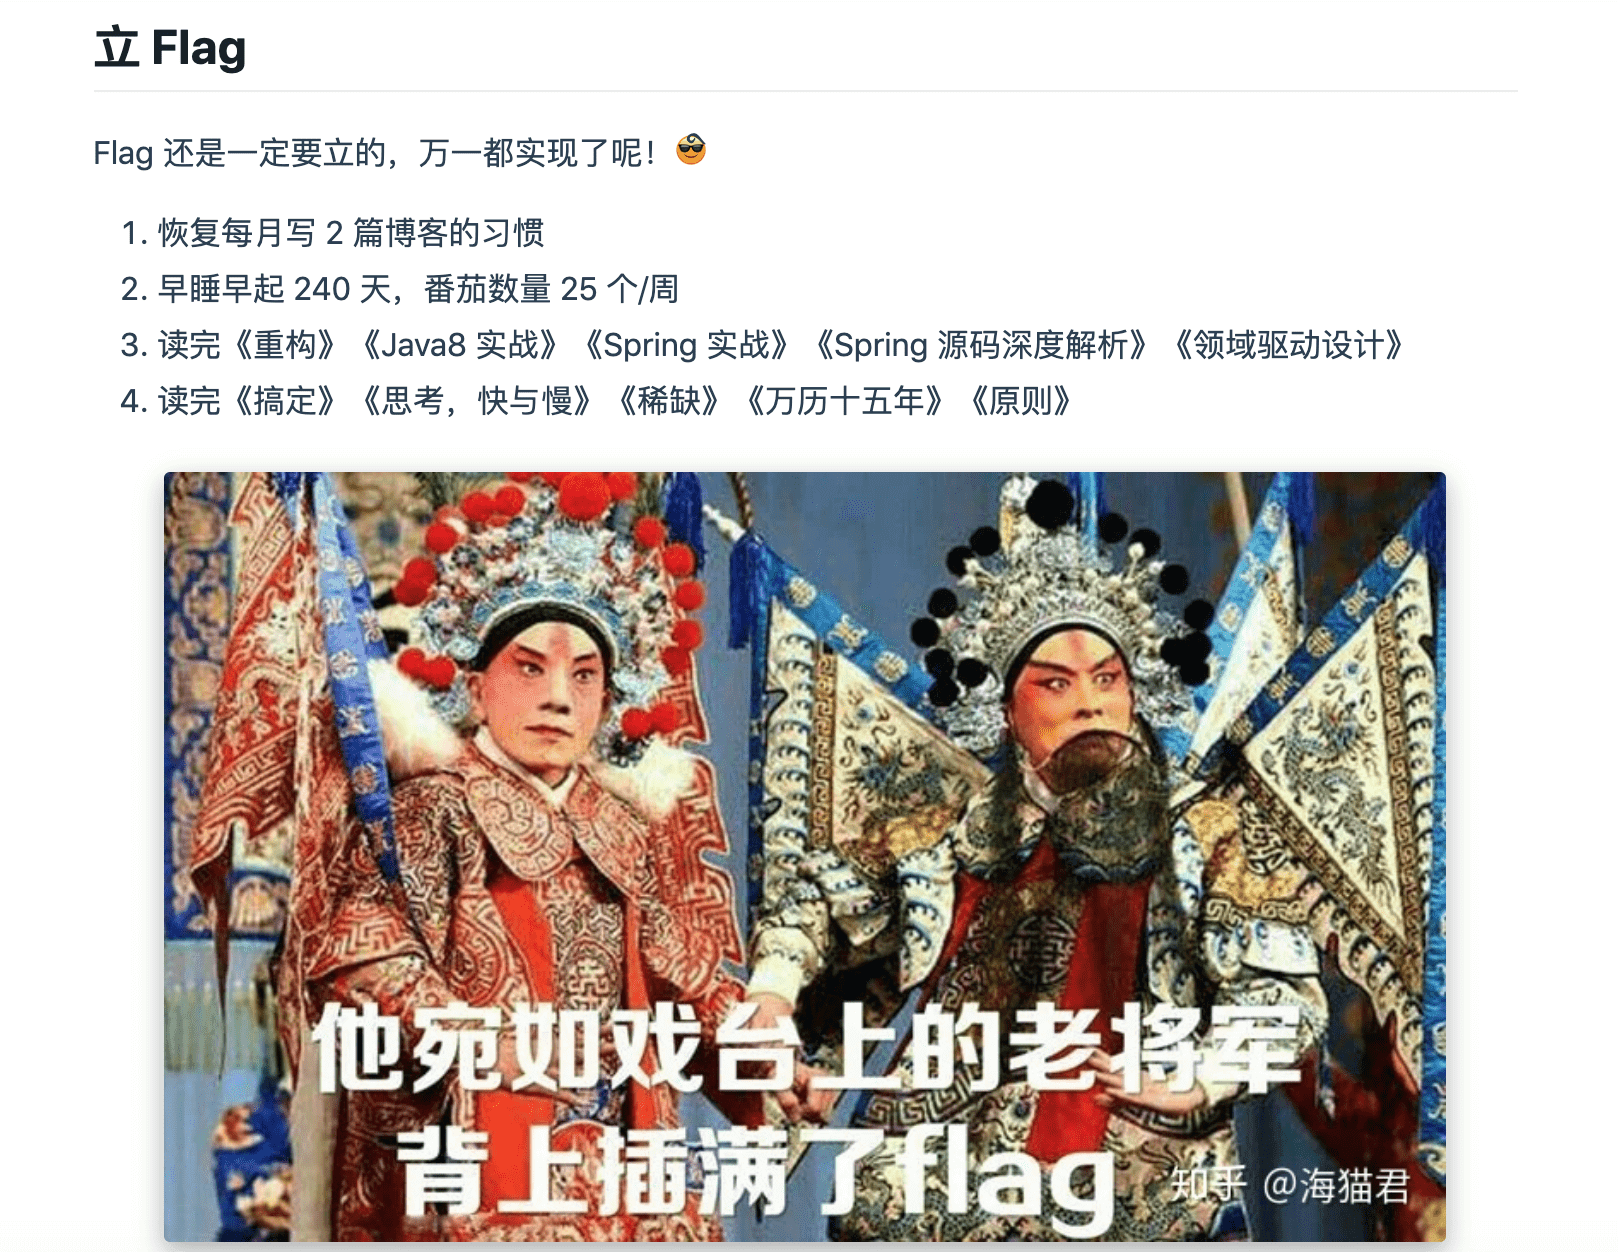 立 Flag
Flag 还是一定要立的，万一都实现了呢！
1. 恢复每月写 2 篇博客的习惯
2. 早睡早起 240 天，番茄数量 25 个/周
3. 读完《重构》《Java8 实战》《Spring 实战》《Spring 源码深度解析》《领域驱动设计》
4. 读完《搞定》《思考，快与慢》《稀缺》《万历十五年》《原则》
他宛如戏台上的老将军
背上插满了flag
知乎 @海猫君